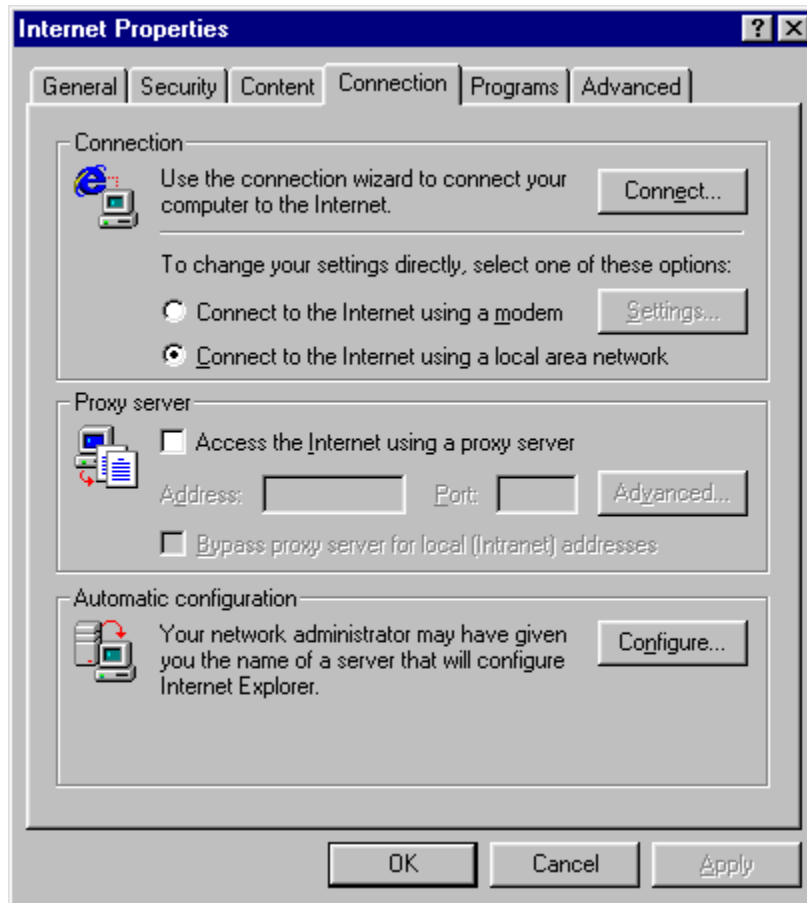 Internet Properties
General Security Content Connection Programs Advanced
Connection
Use the connection wizard to connect your
computer to the Internet.
Connect...
To change your settings directly, select one of these options:
Connect to the Internet using a modem
Settings...
Connect to the Internet using a local area network
Proxy server
Access the Internet using a proxy server
Address: Port: Advanced...
Bypass proxy server for local (Intranet) addresses
Automatic configuration
Your network administrator may have given
you the name of a server that will configure
Internet Explorer.
Configure...
OK Cancel Apply